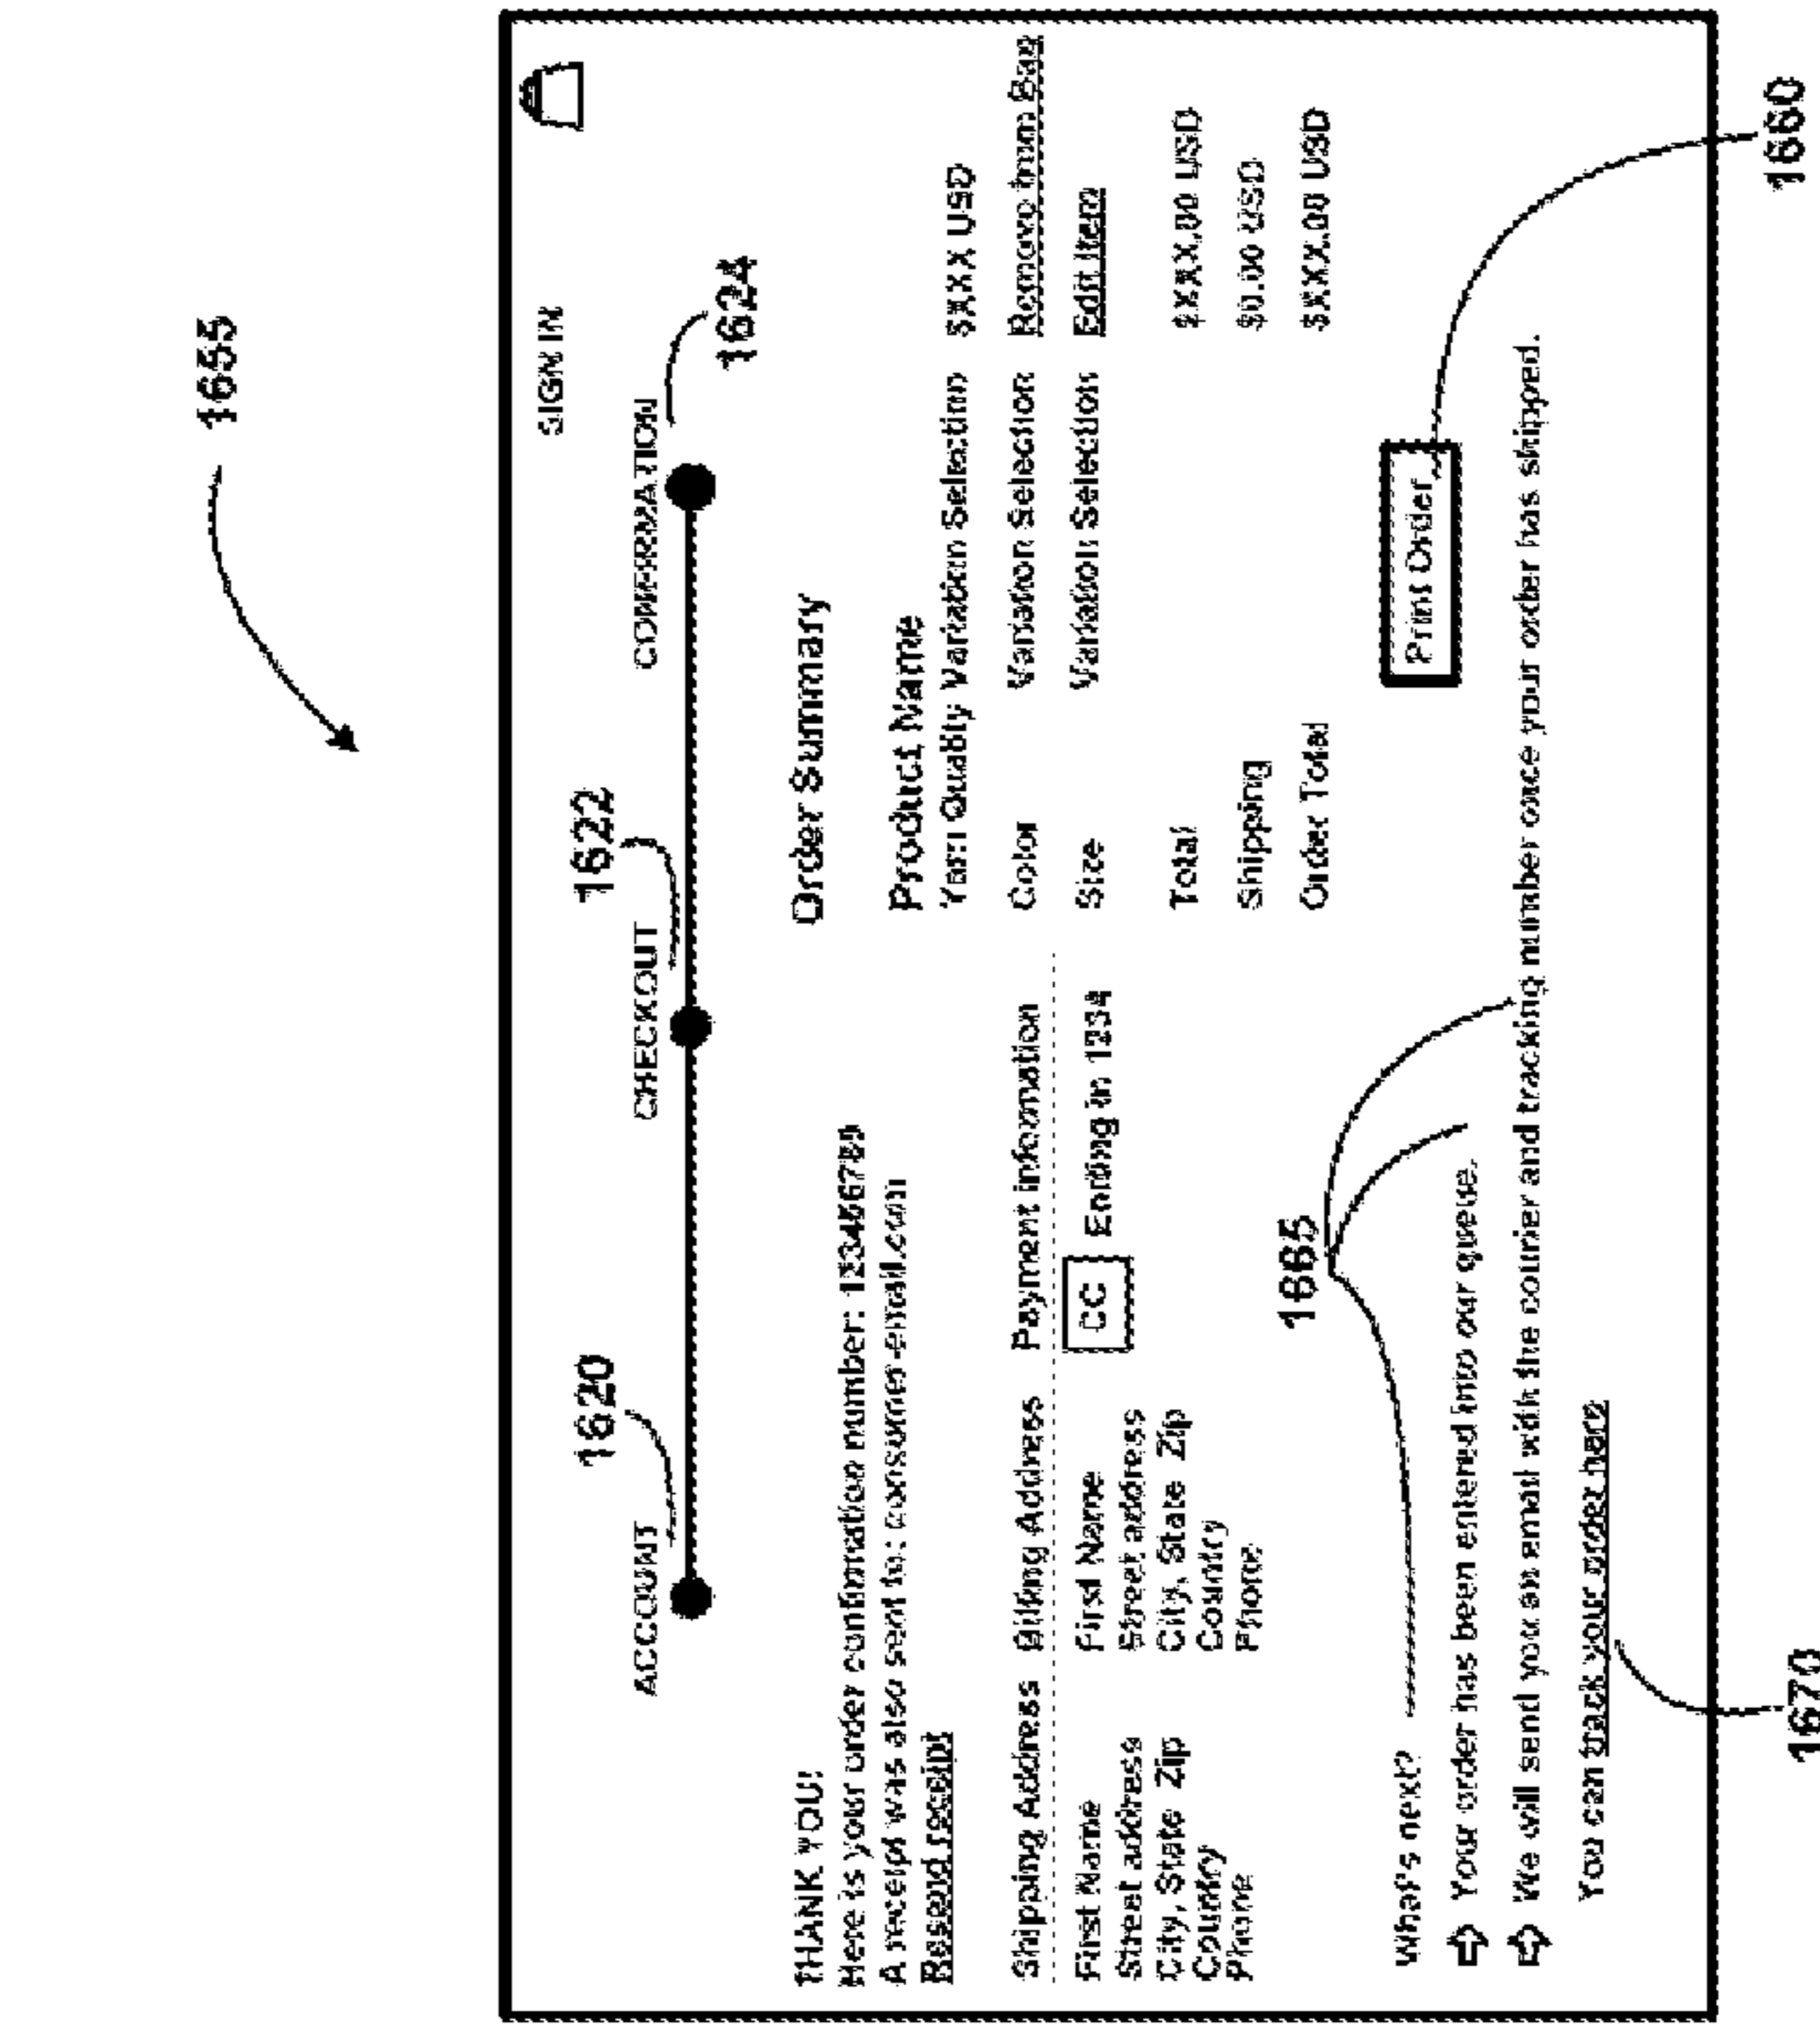 1655
SIGN IN
1620
1622
1624
ACCOUNT
CHECKOUT
CONFIRMATION
THANK YOU!
Here is your order confirmation number: 123456789
A receipt was also sent to: consumer-email.com
Resend receipt
Order Summary
Product Name
Yarn Quality Variation Selection $XXX USD
Color Variation Selection Remove from Bag
Size Variation Selection Edit Item
Total $XXX.00 USD
Shipping $0.00 USD
Order Total $XXX.00 USD
Shipping Address Billing Address Payment information
First Name First Name CC Ending in 1234
Street address Street address
City, State Zip City, State Zip
Country Country
Phone Phone
1665
Print Order
1660
What's next?
Your order has been entered into our queue.
We will send you an email with the courier and tracking number once your order has shipped.
You can track your order here
1670